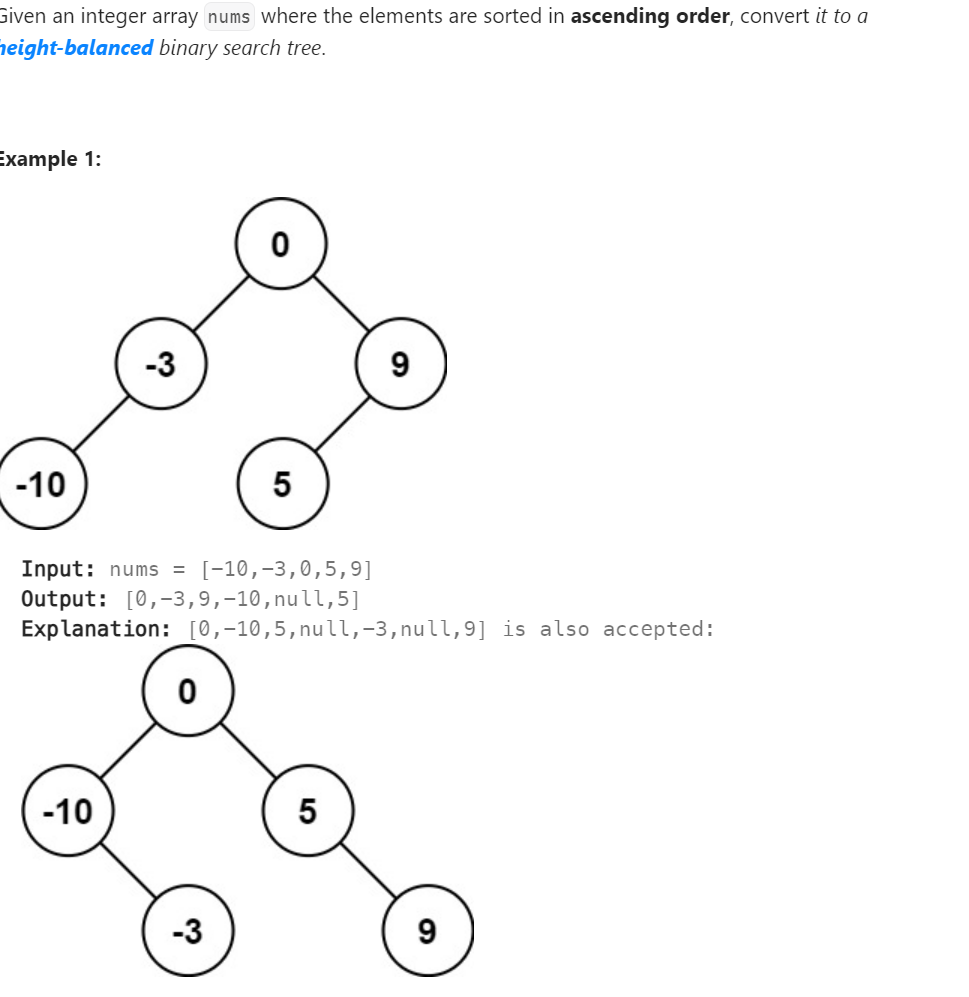 Given an integer array nums where the elements are sorted in ascending order, convert it to a
height-balanced binary search tree.
Example 1:
0
-3 9
-10 5
Input: nums = [-10,-3,0,5,9]
Output: [0,-3,9,-10,null,5]
Explanation: [0,-10,5,null,-3,null,9] is also accepted:
0
-10 5
-3 9